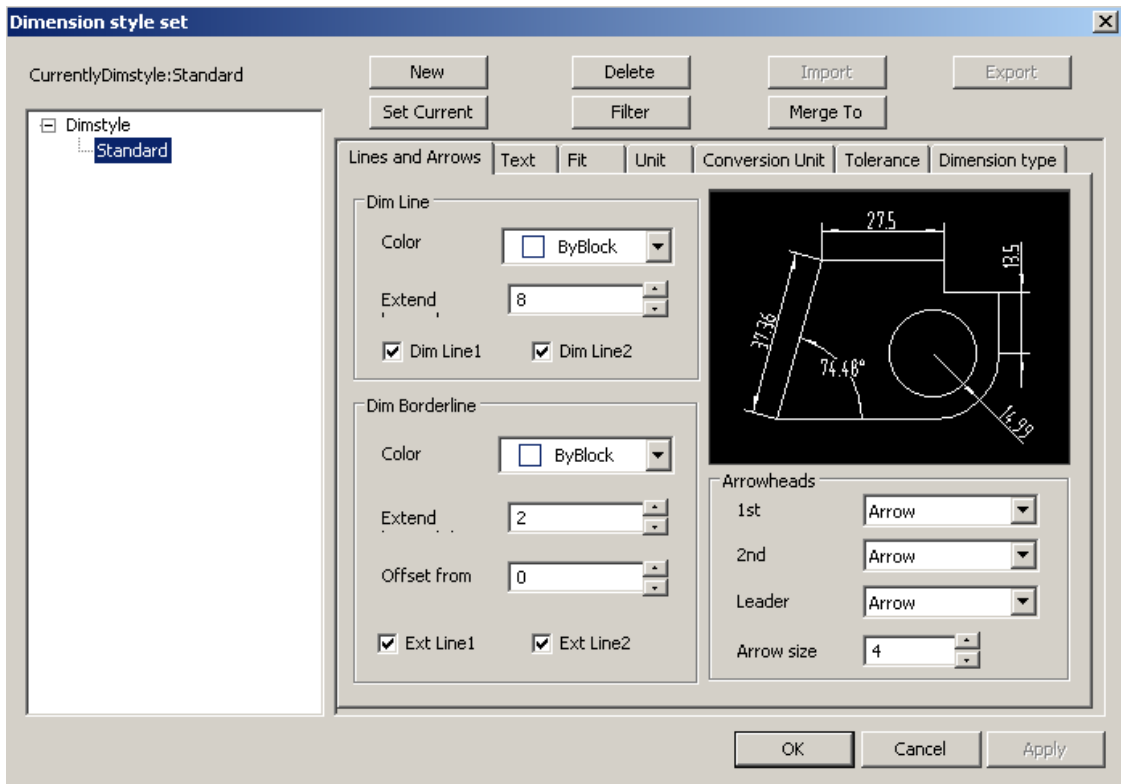 Dimension style set
CurrentlyDimstyle:Standard
New
Delete
Import
Export
Set Current
Filter
Merge To
Dimstyle
Standard
Lines and Arrows
Text
Fit
Unit
Conversion Unit
Tolerance
Dimension type
Dim Line
Color
ByBlock
Extend
8
Dim Line1
Dim Line2
Dim Borderline
Color
ByBlock
Extend
2
Offset from
0
Ext Line1
Ext Line2
27.5
13.5
37.36
74.48°
14.99
Arrowheads
1st
Arrow
2nd
Arrow
Leader
Arrow
Arrow size
4
OK
Cancel
Apply